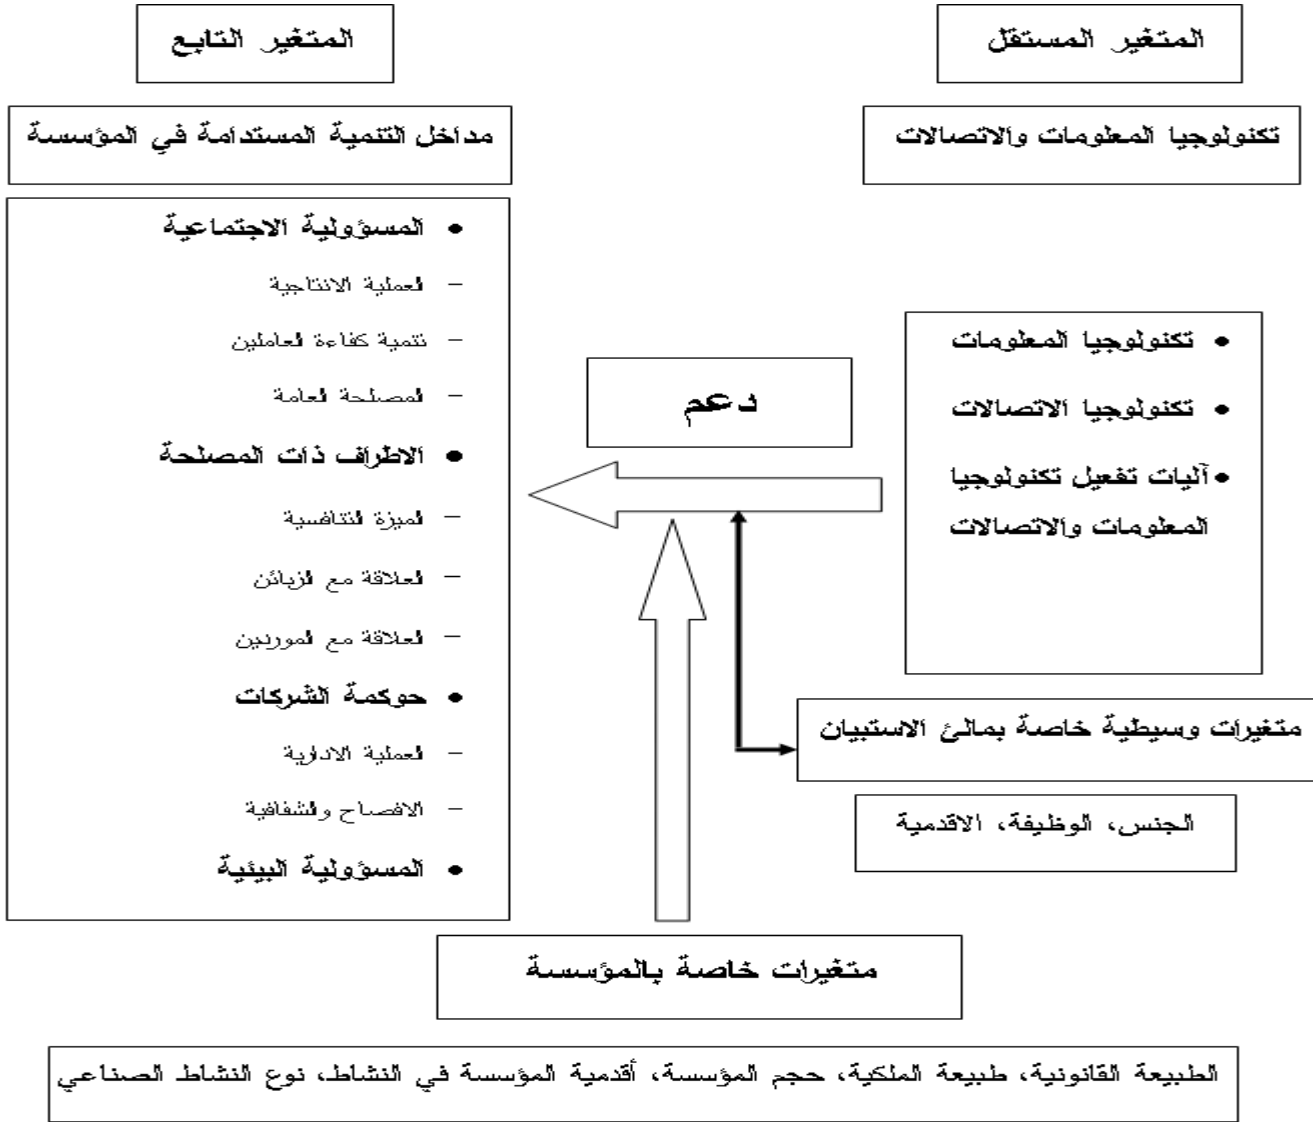 المتغير المستقل
المتغير التابع
تكنولوجيا المعلومات والاتصالات
مداخل التنمية المستدامة في المؤسسة
• تكنولوجيا المعلومات
• تكنولوجيا الاتصالات
• آليات تفعيل تكنولوجيا
المعلومات والاتصالات
دعم
• المسؤولية الاجتماعية
– العملية الانتاجية
– تنمية كفاءة العاملين
– المصلحة العامة
• الاطراف ذات المصلحة
– الميزة التنافسية
– العلاقة مع الزبائن
– العلاقة مع الموردين
• حوكمة الشركات
– العملية الادارية
– الافصاح والشفافية
• المسؤولية البيئية
متغيرات وسيطية خاصة بمالئ الاستبيان
الجنس، الوظيفة، الاقدمية
متغيرات خاصة بالمؤسسة
الطبيعة القانونية، طبيعة الملكية، حجم المؤسسة، أقدمية المؤسسة في النشاط، نوع النشاط الصناعي